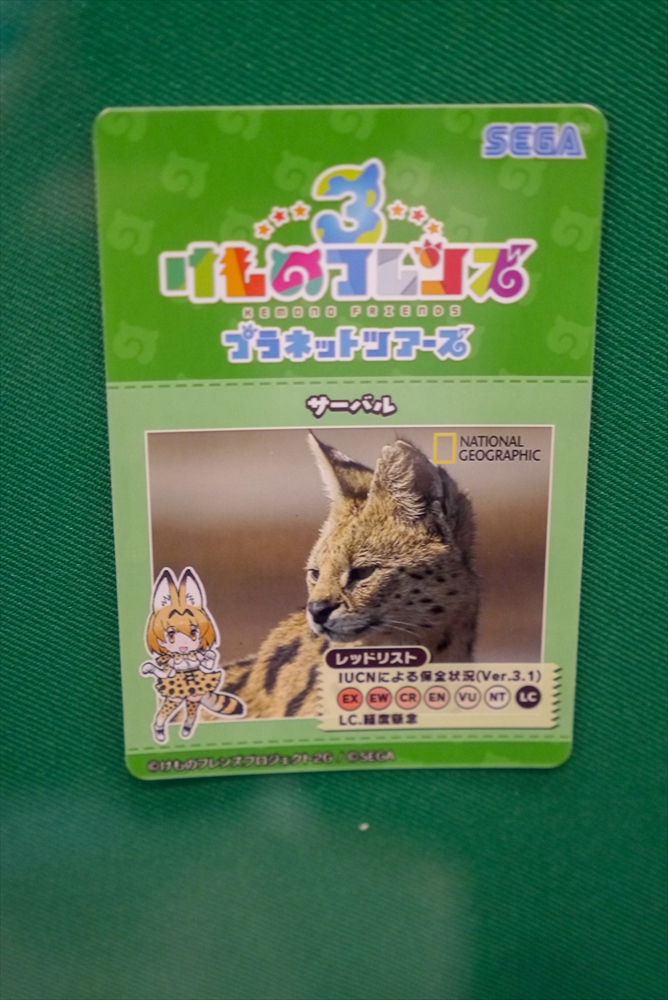 SEGA
3
けものフレンズ
KEMONO FRIENDS
プラネットツアーズ
サーバル
NATIONAL
GEOGRAPHIC
レッドリスト
IUCNによる保全状況(Ver.3.1)
EX EW CR EN VU NT LC
LC.軽度懸念
©けものフレンズプロジェクト2G / ©SEGA